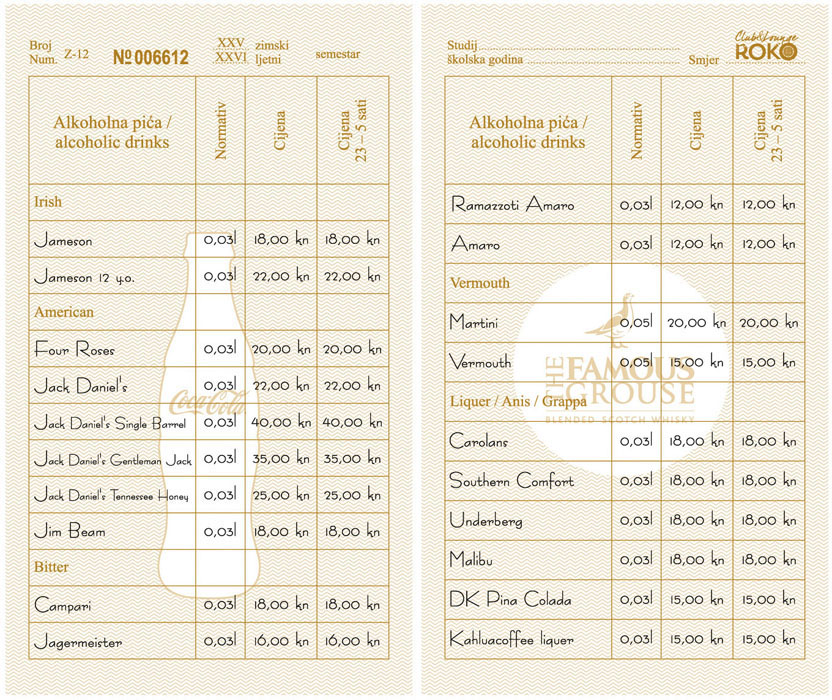 Broj
Num. Z-12
№006612
XXV zimski
XXVI ljetni
semestar
Alkoholna pića /
alcoholic drinks
Normativ
Cijena
Cijena
23 – 5 sati
Irish
Jameson 0,03l 18,00 kn 18,00 kn
Jameson 12 y.o. 0,03l 22,00 kn 22,00 kn
American
Four Roses 0,03l 20,00 kn 20,00 kn
Jack Daniel's 0,03l 22,00 kn 22,00 kn
Coca-Cola
Jack Daniel's Single Barrel 0,03l 40,00 kn 40,00 kn
Jack Daniel's Gentleman Jack 0,03l 35,00 kn 35,00 kn
Jack Daniel's Tennessee Honey 0,03l 25,00 kn 25,00 kn
Jim Beam 0,03l 18,00 kn 18,00 kn
Bitter
Campari 0,03l 18,00 kn 18,00 kn
Jagermeister 0,03l 16,00 kn 16,00 kn
Studij
školska godina Smjer
Club&Lounge
ROKO
Alkoholna pića /
alcoholic drinks
Normativ
Cijena
Cijena
23 – 5 sati
Ramazzoti Amaro 0,03l 12,00 kn 12,00 kn
Amaro 0,03l 12,00 kn 12,00 kn
Vermouth
Martini 0,05l 20,00 kn 20,00 kn
Vermouth 0,05l 15,00 kn 15,00 kn
THE FAMOUS
GROUSE
Liquer / Anis / Grappa
BLENDED SCOTCH WHISKY
Carolans 0,03l 18,00 kn 18,00 kn
Southern Comfort 0,03l 18,00 kn 18,00 kn
Underberg 0,03l 18,00 kn 18,00 kn
Malibu 0,03l 18,00 kn 18,00 kn
DK Pina Colada 0,03l 15,00 kn 15,00 kn
Kahluacoffee liquer 0,03l 15,00 kn 15,00 kn